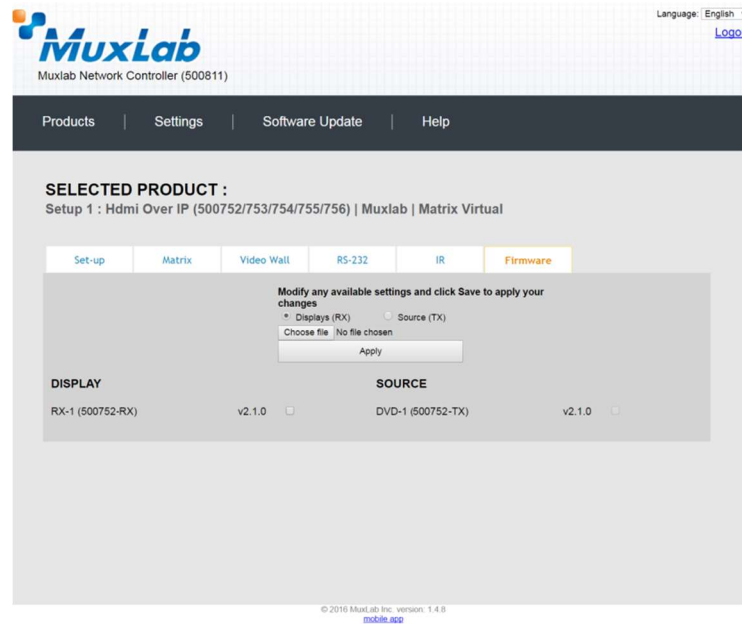 Language: English
Logo
MuxLab
Muxlab Network Controller (500811)
Products | Settings | Software Update | Help
SELECTED PRODUCT :
Setup 1 : Hdmi Over IP (500752/753/754/755/756) | Muxlab | Matrix Virtual
Set-up Matrix Video Wall RS-232 IR Firmware
Modify any available settings and click Save to apply your
changes
Displays (RX) Source (TX)
Choose file No file chosen
Apply
DISPLAY SOURCE
RX-1 (500752-RX) v2.1.0 DVD-1 (500752-TX) v2.1.0
© 2016 MuxLab Inc. version: 1.4.8
mobile app